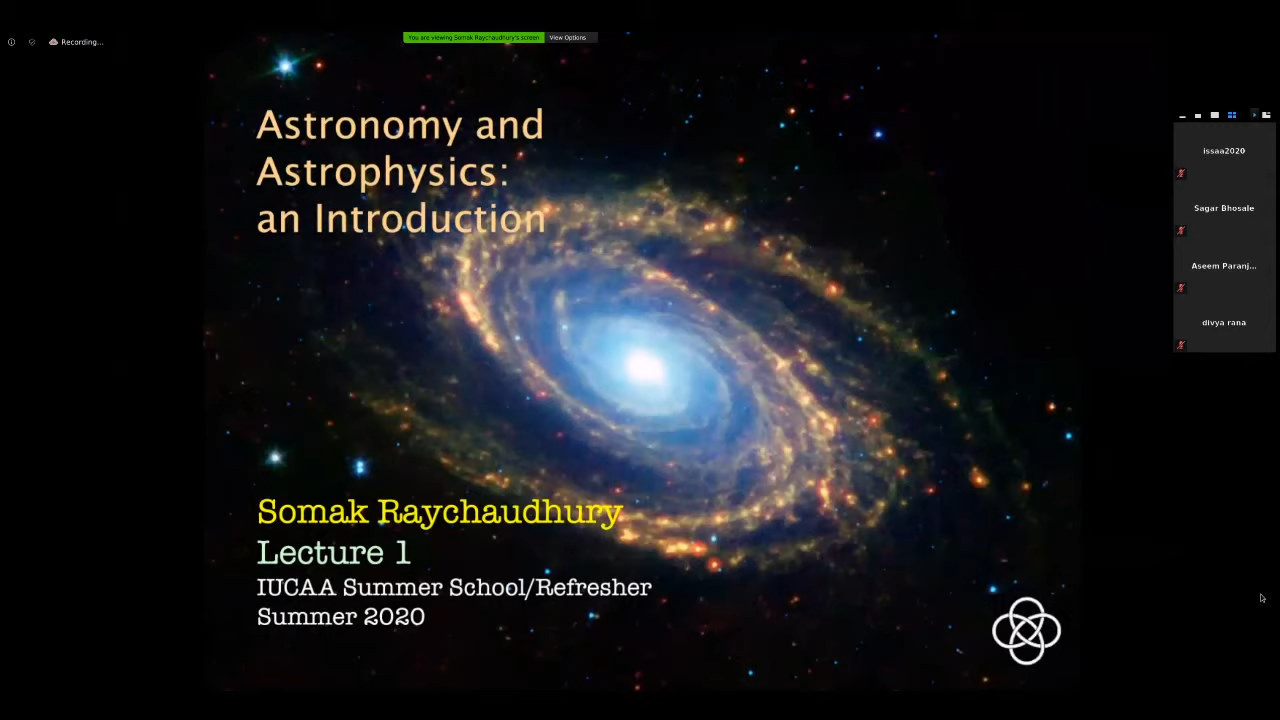 Recording...
You are viewing Somak Raychaudhury's screen
View Options
Astronomy and
Astrophysics:
an Introduction
issaa2020
Sagar Bhosale
Aseem Paranj...
divya rana
Somak Raychaudhury
Lecture 1
IUCAA Summer School/Refresher
Summer 2020